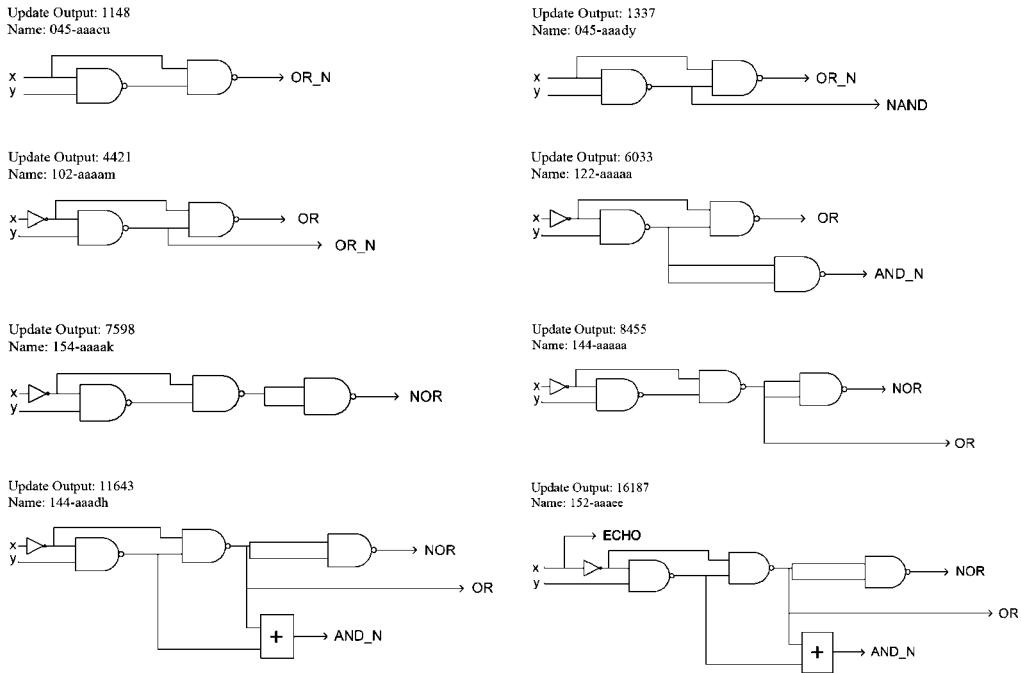 Update Output: 1148
Name: 045-aaacu
x
y
OR_N
Update Output: 1337
Name: 045-aaady
x
y
OR_N
NAND
Update Output: 4421
Name: 102-aaaam
x
y
OR
OR_N
Update Output: 6033
Name: 122-aaaaa
x
y
OR
AND_N
Update Output: 7598
Name: 154-aaaak
x
y
NOR
Update Output: 8455
Name: 144-aaaaa
x
y
NOR
OR
Update Output: 11643
Name: 144-aaadh
x
y
NOR
OR
+
AND_N
Update Output: 16187
Name: 152-aaaee
ECHO
x
y
NOR
OR
+
AND_N